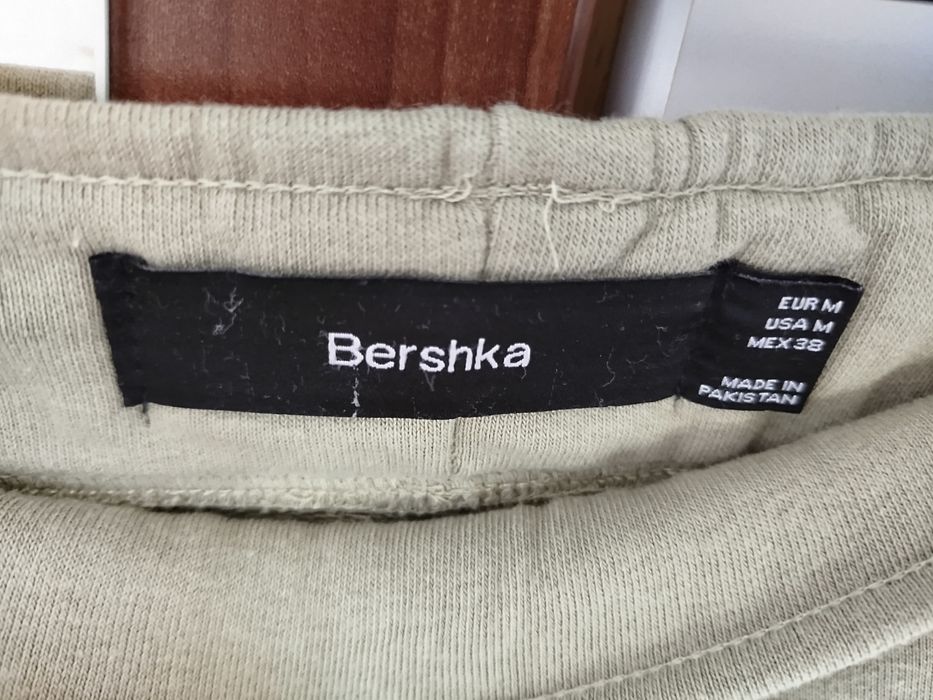 Bershka
EUR M
USA M
MEX 38
MADE IN
PAKISTAN